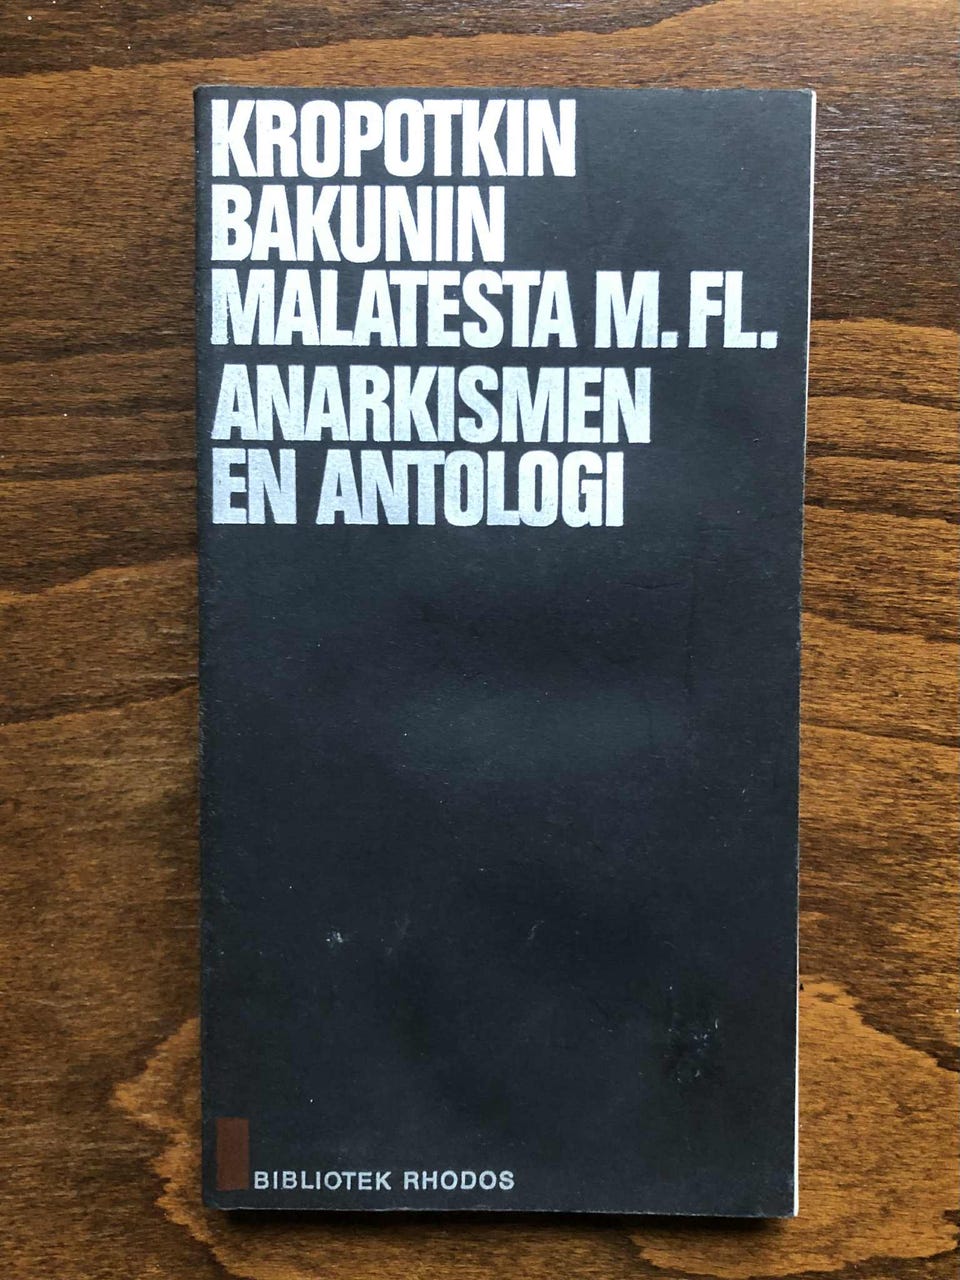 KROPOTKIN
BAKUNIN
MALATESTA M. FL.
ANARKISMEN
EN ANTOLOGI
BIBLIOTEK RHODOS